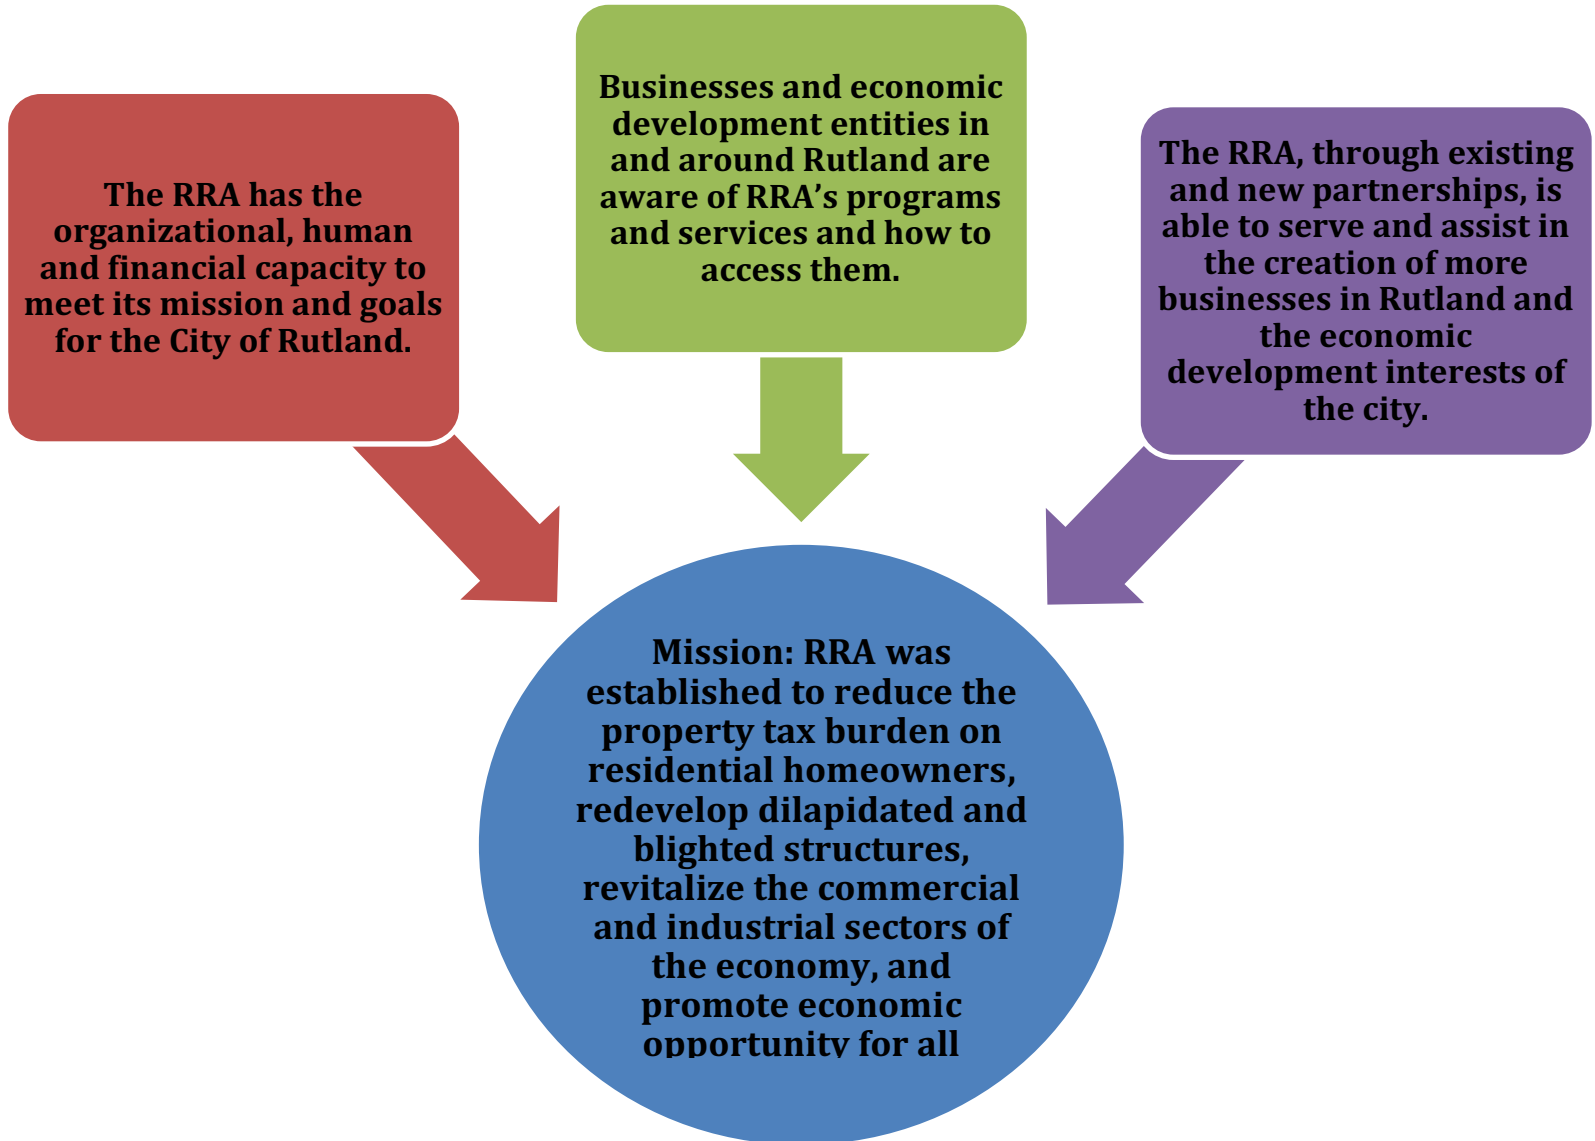 The RRA has the
organizational, human
and financial capacity to
meet its mission and goals
for the City of Rutland.
Businesses and economic
development entities in
and around Rutland are
aware of RRA’s programs
and services and how to
access them.
The RRA, through existing
and new partnerships, is
able to serve and assist in
the creation of more
businesses in Rutland and
the economic
development interests of
the city.
Mission: RRA was
established to reduce the
property tax burden on
residential homeowners,
redevelop dilapidated and
blighted structures,
revitalize the commercial
and industrial sectors of
the economy, and
promote economic
opportunity for all